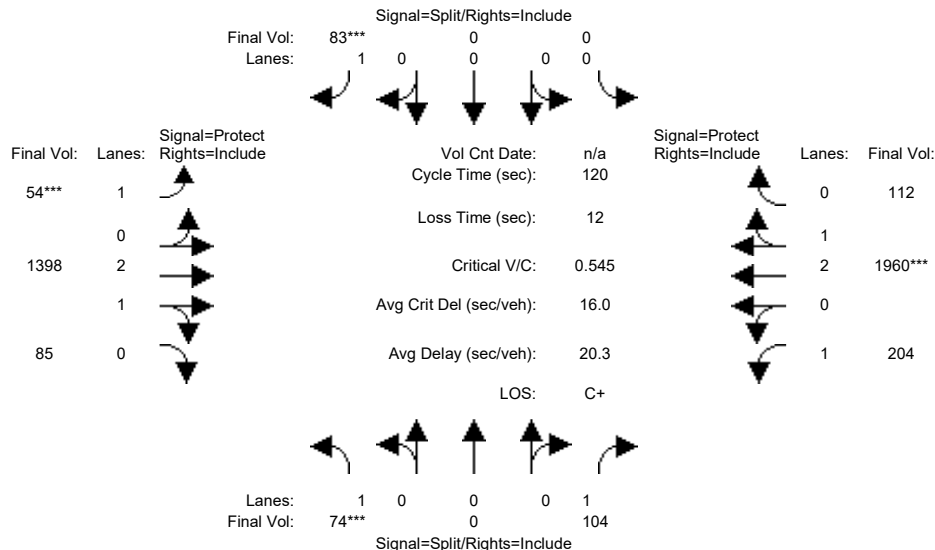 Signal=Split/Rights=Include
Final Vol: 83*** 0 0
Lanes: 1 0 0 0 0
Signal=Protect Signal=Protect
Final Vol: Lanes: Rights=Include Vol Cnt Date: n/a Rights=Include Lanes: Final Vol:
Cycle Time (sec): 120
54*** 1 0 112
Loss Time (sec): 12
0 1
1398 2 Critical V/C: 0.545 2 1960***
1 Avg Crit Del (sec/veh): 16.0 0
85 0 Avg Delay (sec/veh): 20.3 1 204
LOS: C+
Lanes: 1 0 0 0 1
Final Vol: 74*** 0 104
Signal=Split/Rights=Include